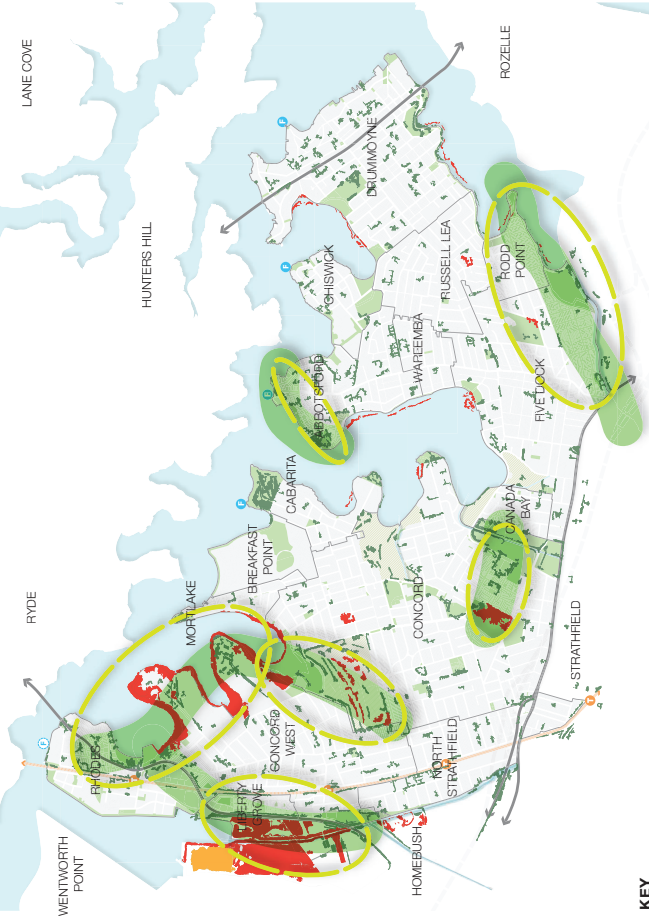 LANE COVE
ROZELLE
HUNTERS HILL
DRUMMOYNE
CHISWICK
RUSSELL LEA
RODD
POINT
WAREEMBA
ABBOTSFORD
FIVE DOCK
RYDE
CABARITA
BREAKFAST
POINT
CANADA
BAY
MORTLAKE
CONCORD
STRATHFIELD
RHODES
CONCORD
WEST
NORTH
STRATHFIELD
LIBERTY
GROVE
WENTWORTH
POINT
HOMEBUSH
KEY
F
F
F
F
F
T